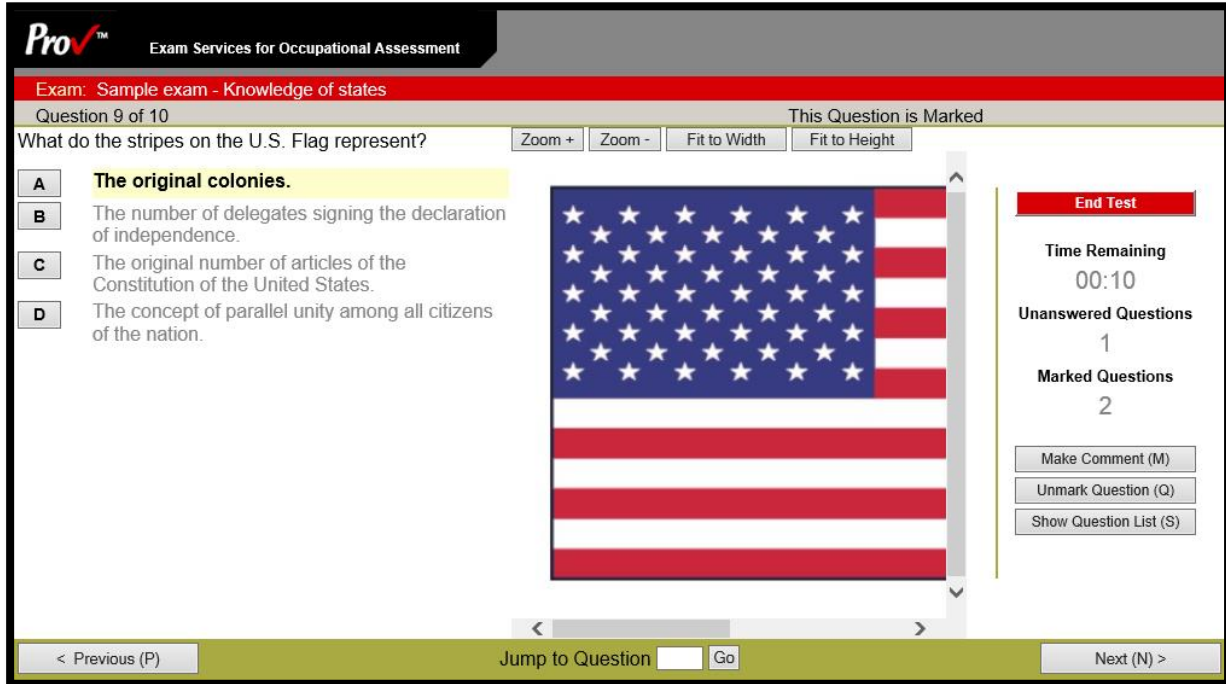 Prov™
Exam Services for Occupational Assessment
Exam: Sample exam - Knowledge of states
Question 9 of 10
This Question is Marked
What do the stripes on the U.S. Flag represent?
Zoom +
Zoom -
Fit to Width
Fit to Height
A
The original colonies.
B
The number of delegates signing the declaration
of independence.
C
The original number of articles of the
Constitution of the United States.
D
The concept of parallel unity among all citizens
of the nation.
End Test
Time Remaining
00:10
Unanswered Questions
1
Marked Questions
2
Make Comment (M)
Unmark Question (Q)
Show Question List (S)
< Previous (P)
Jump to Question
Go
Next (N) >